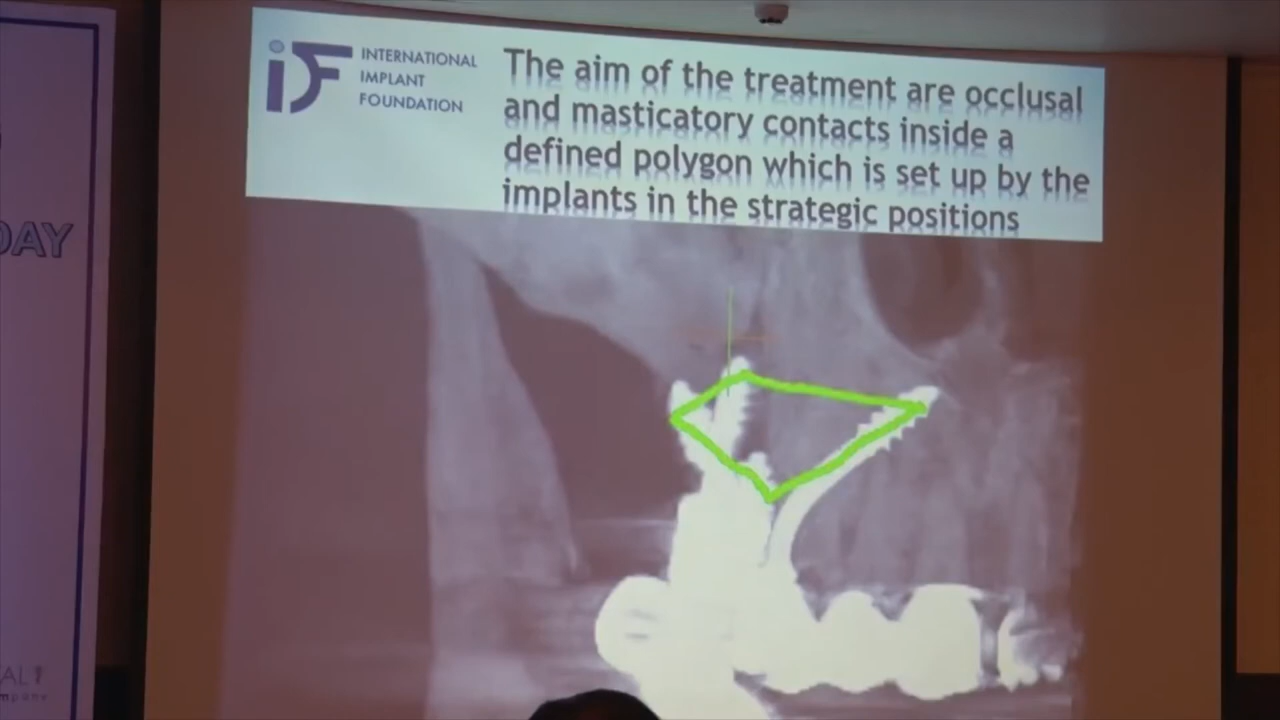 INTERNATIONAL
IMPLANT
FOUNDATION
The aim of the treatment are occlusal
and masticatory contacts inside a
defined polygon which is set up by the
implants in the strategic positions
DAY